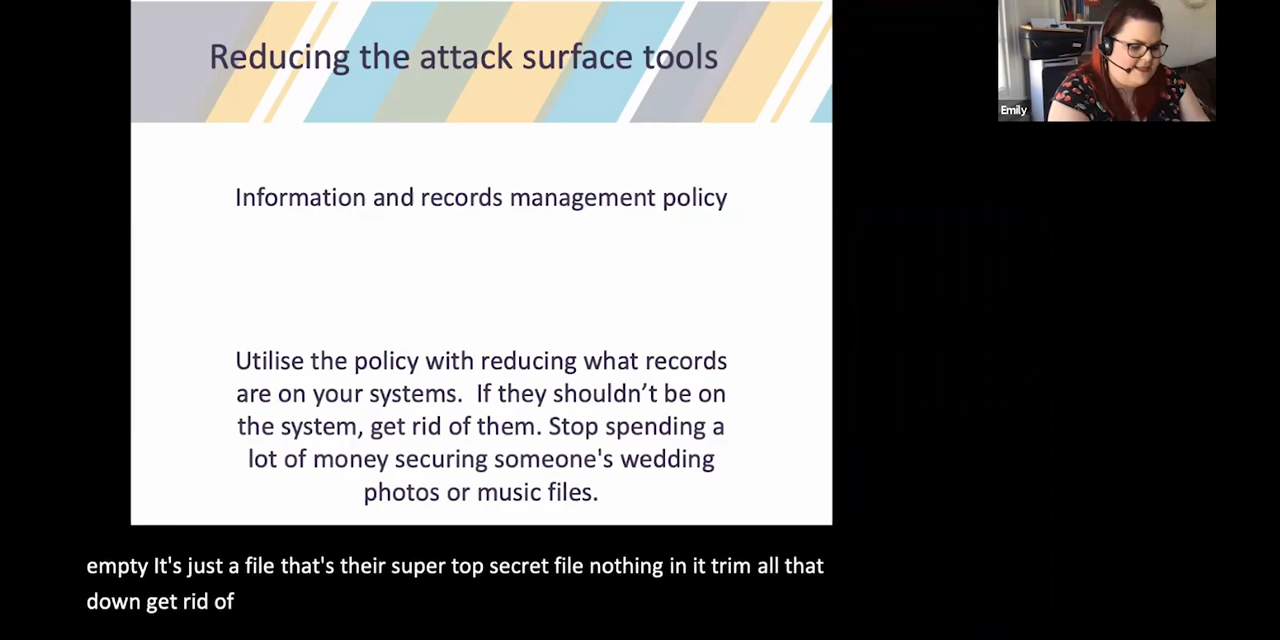 Reducing the attack surface tools
Emily
Information and records management policy
Utilise the policy with reducing what records
are on your systems.  If they shouldn’t be on
the system, get rid of them. Stop spending a
lot of money securing someone's wedding
photos or music files.
empty It's just a file that's their super top secret file nothing in it trim all that
down get rid of